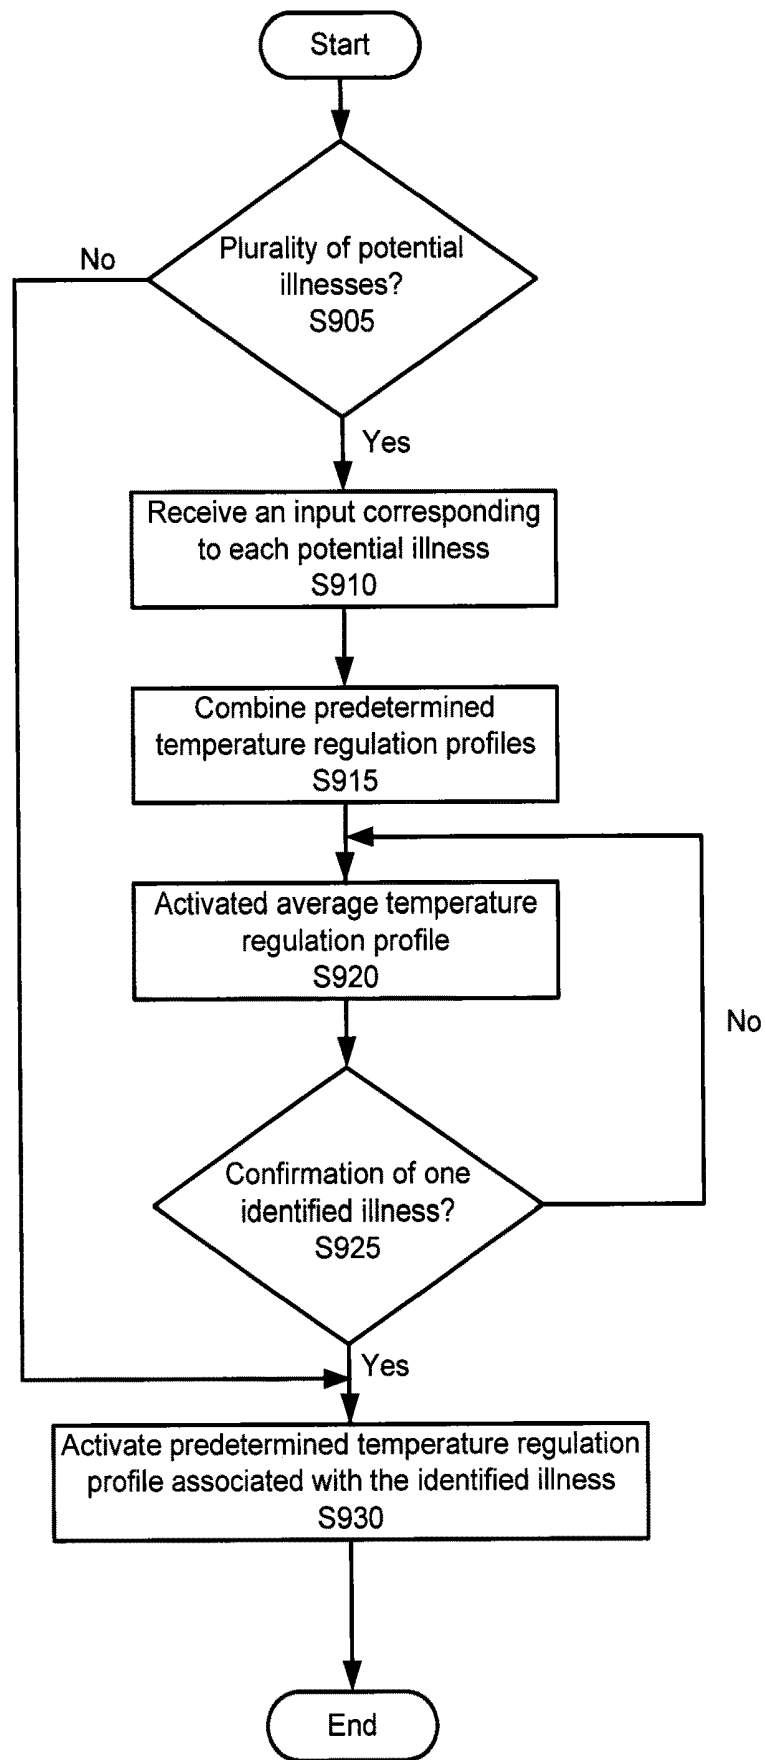 Start
Plurality of potential
illnesses?
S905
No
Yes
Receive an input corresponding
to each potential illness
S910
Combine predetermined
temperature regulation profiles
S915
Activated average temperature
regulation profile
S920
No
Confirmation of one
identified illness?
S925
Yes
Activate predetermined temperature regulation
profile associated with the identified illness
S930
End